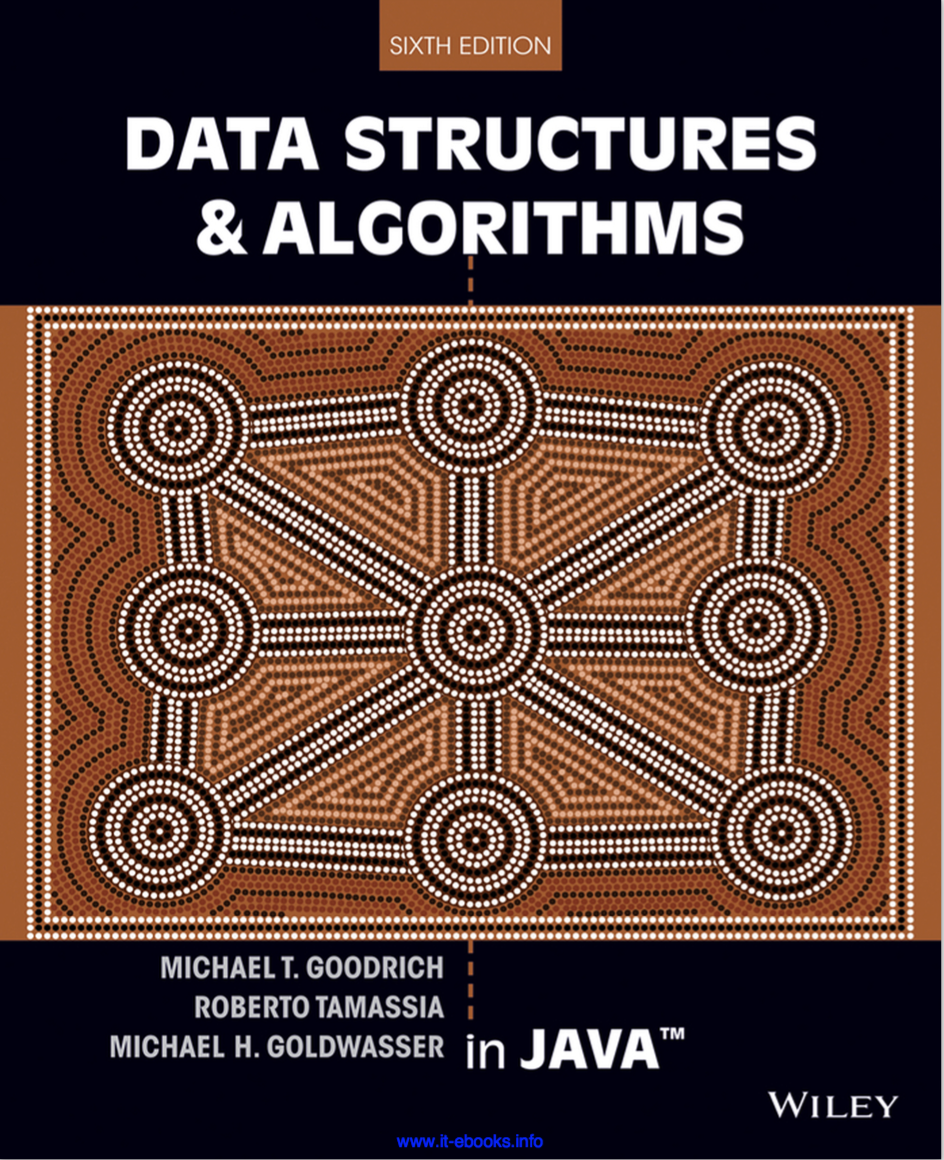 SIXTH EDITION
DATA STRUCTURES
& ALGORITHMS
MICHAEL T. GOODRICH
ROBERTO TAMASSIA
MICHAEL H. GOLDWASSER
in JAVA™
WILEY
www.it-ebooks.info